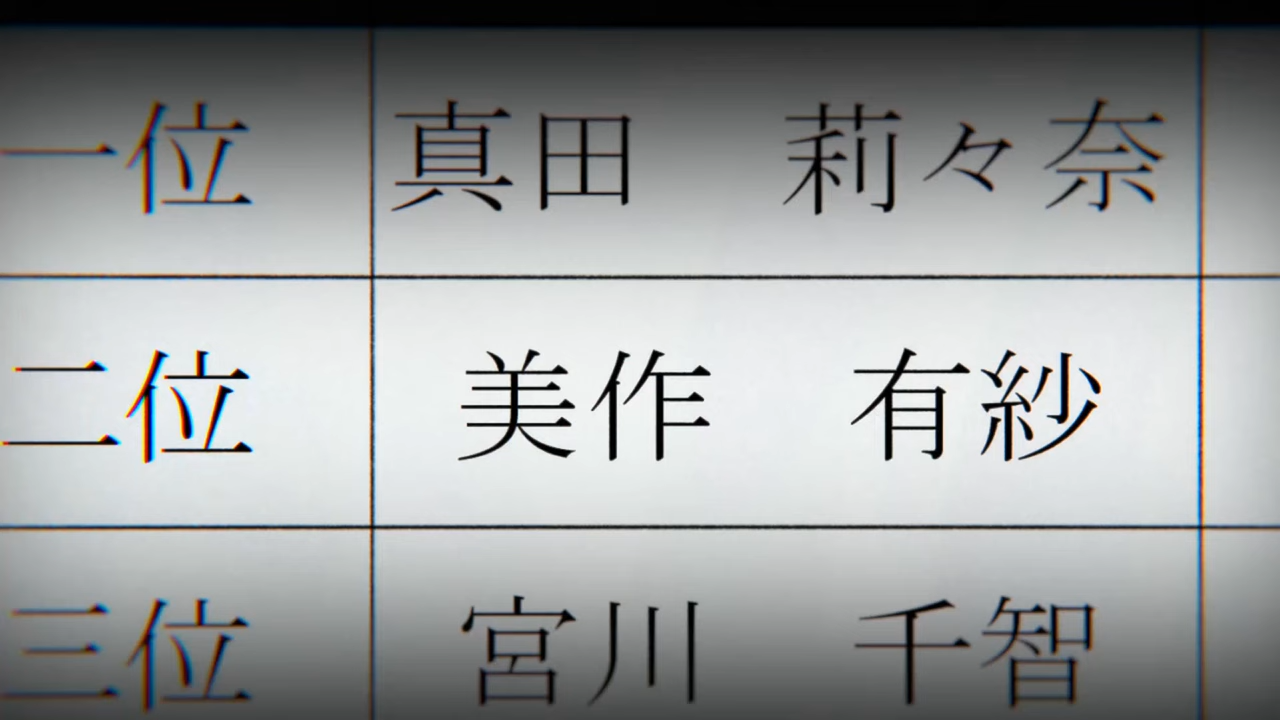 一位 真田 莉々奈
二位 美作 有紗
三位 宮川 千智